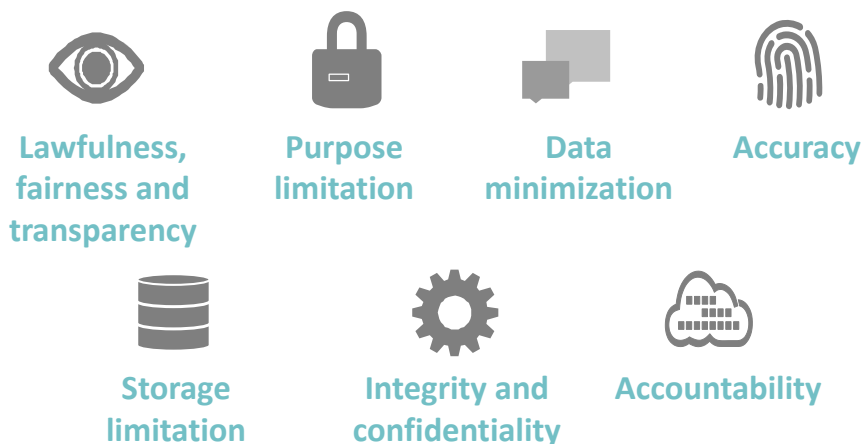 Lawfulness,
fairness and
transparency
Purpose
limitation
Data
minimization
Accuracy
Storage
limitation
Integrity and
confidentiality
Accountability